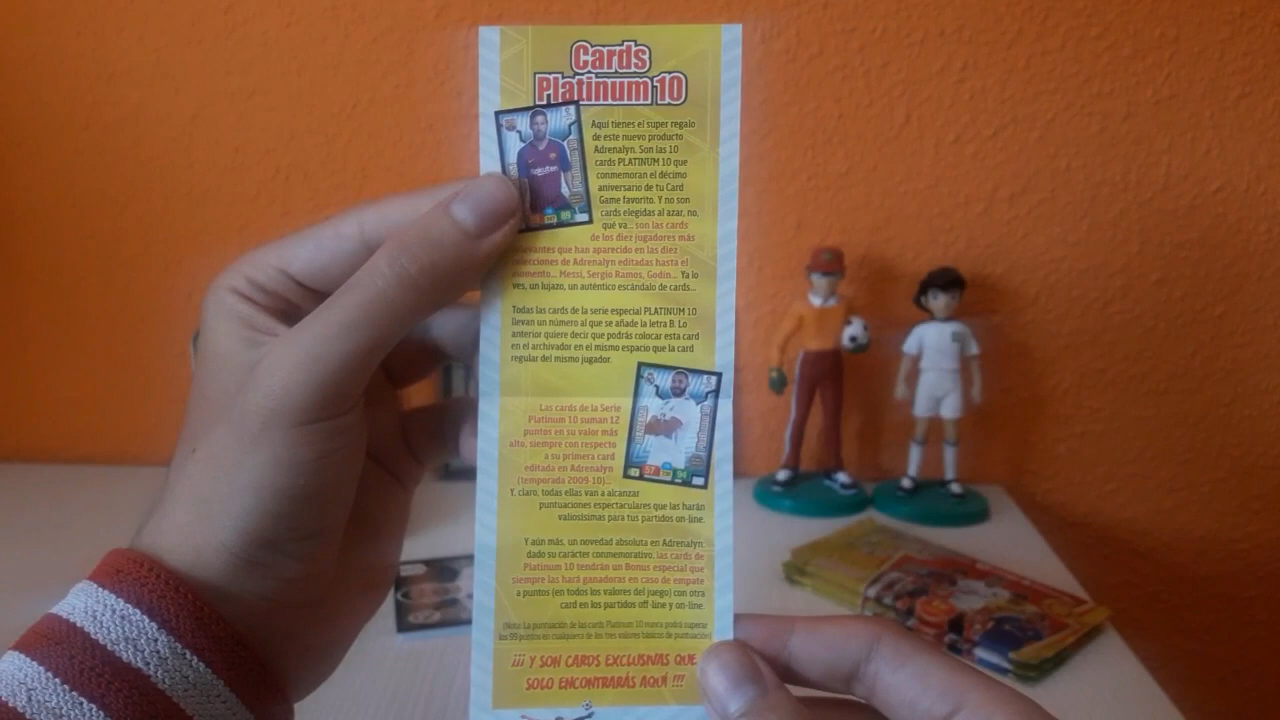 Cards
Platinum 10
Aquí tienes el super regalo
de este nuevo producto
Adrenalyn. Son las 10
cards PLATINUM 10 que
conmemoran el décimo
aniversario de tu Card
Game favorito. Y no son
cards elegidas al azar, no,
qué va... son las cards
de los diez jugadores más
relevantes que han aparecido en las diez
colecciones de Adrenalyn editadas hasta el
momento... Messi, Sergio Ramos, Godín... Ya lo
ves, un lujazo, un auténtico escándalo de cards...
Todas las cards de la serie especial PLATINUM 10
llevan un número al que se añade la letra B. Lo
anterior quiere decir que podrás colocar esta card
en el archivador en el mismo espacio que la card
regular del mismo jugador.
Las cards de la Serie
Platinum 10 suman 12
puntos en su valor más
alto, siempre con respecto
a su primera card
editada en Adrenalyn
(temporada 2009-10)...
Y, claro, todas ellas van a alcanzar
puntuaciones espectaculares que las harán
valiosísimas para tus partidos on-line.
BENZEMA
Platinum 10
57
94
Y aún más, un novedad absoluta en Adrenalyn:
dado su carácter conmemorativo, las cards de
Platinum 10 tendrán un Bonus especial que
siempre las hará ganadoras en caso de empate
a puntos (en todos los valores del juego) con otra
card en los partidos off-line y on-line.
(Nota: La puntuación de las cards Platinum 10 nunca podrá superar
los 99 puntos en cualquiera de los tres valores básicos de puntuación)
¡¡¡ Y SON CARDS EXCLUSIVAS QUE
SOLO ENCONTRARÁS AQUÍ !!!